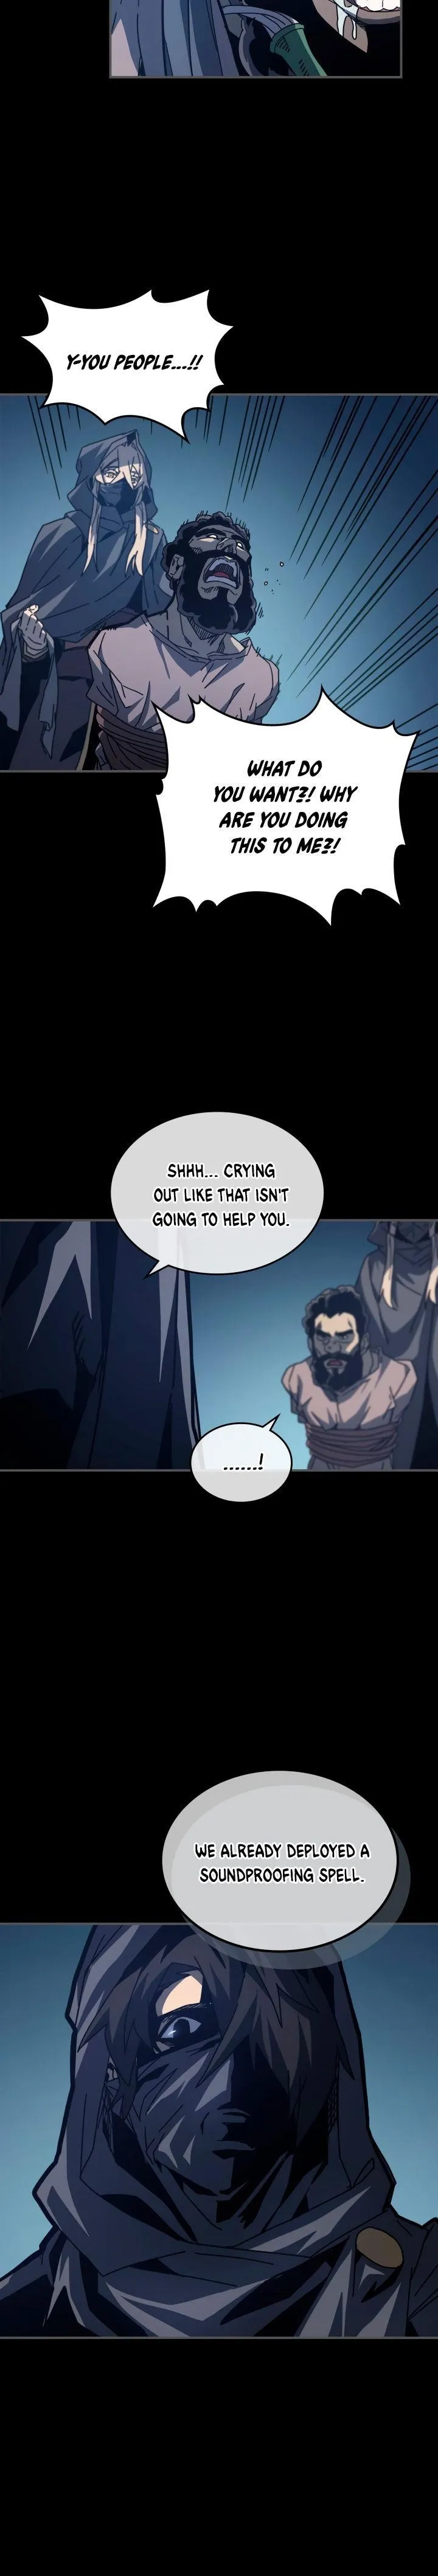 Y-YOU PEOPLE...!!
WHAT DO
YOU WANT?! WHY
ARE YOU DOING
THIS TO ME?!
SHHH... CRYING
OUT LIKE THAT ISN'T
GOING TO HELP YOU.
......!
WE ALREADY DEPLOYED A
SOUNDPROOFING SPELL.